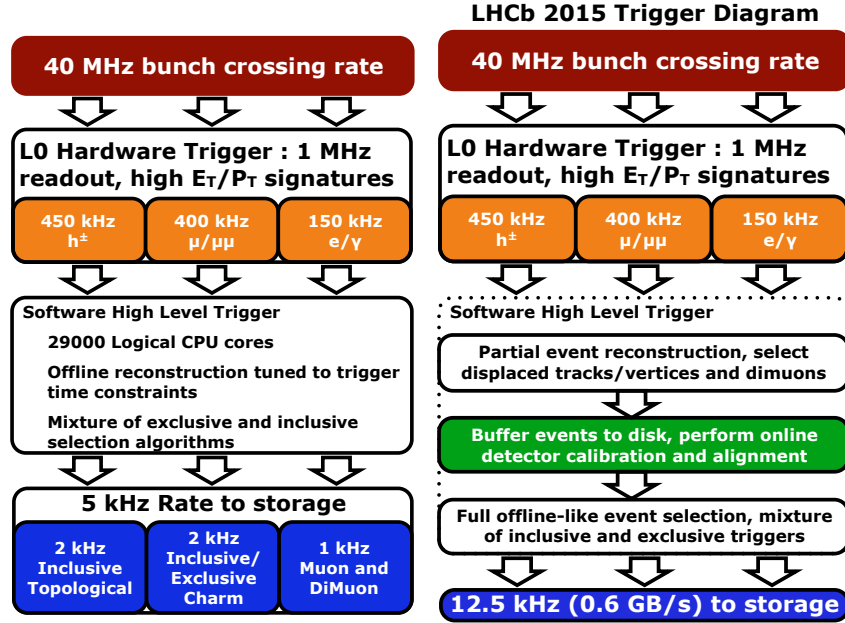 40 MHz bunch crossing rate
L0 Hardware Trigger : 1 MHz
readout, high ET/PT signatures
450 kHz
h±
400 kHz
μ/μμ
150 kHz
e/γ
Software High Level Trigger
29000 Logical CPU cores
Offline reconstruction tuned to trigger
time constraints
Mixture of exclusive and inclusive
selection algorithms
5 kHz Rate to storage
2 kHz
Inclusive
Topological
2 kHz
Inclusive/
Exclusive
Charm
1 kHz
Muon and
DiMuon
LHCb 2015 Trigger Diagram
40 MHz bunch crossing rate
L0 Hardware Trigger : 1 MHz
readout, high ET/PT signatures
450 kHz
h±
400 kHz
μ/μμ
150 kHz
e/γ
Software High Level Trigger
Partial event reconstruction, select
displaced tracks/vertices and dimuons
Buffer events to disk, perform online
detector calibration and alignment
Full offline-like event selection, mixture
of inclusive and exclusive triggers
12.5 kHz (0.6 GB/s) to storage